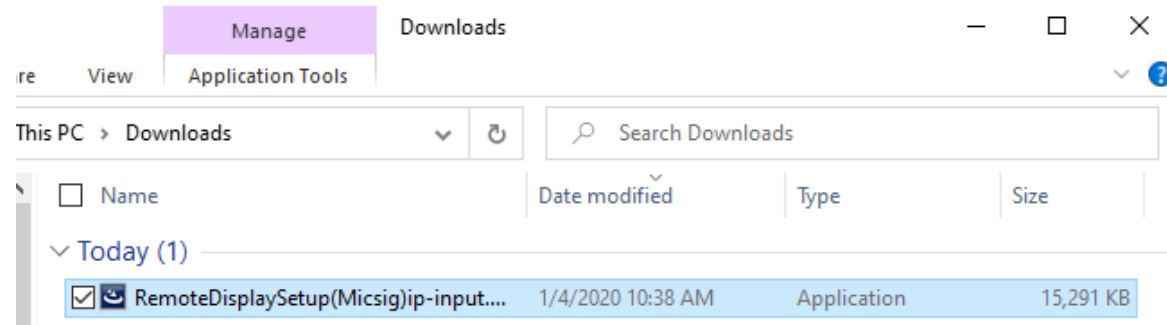 Manage Downloads
re View Application Tools ?
This PC > Downloads Search Downloads
Name Date modified Type Size
Today (1)
RemoteDisplaySetup(Micsig)ip-input.... 1/4/2020 10:38 AM Application 15,291 KB